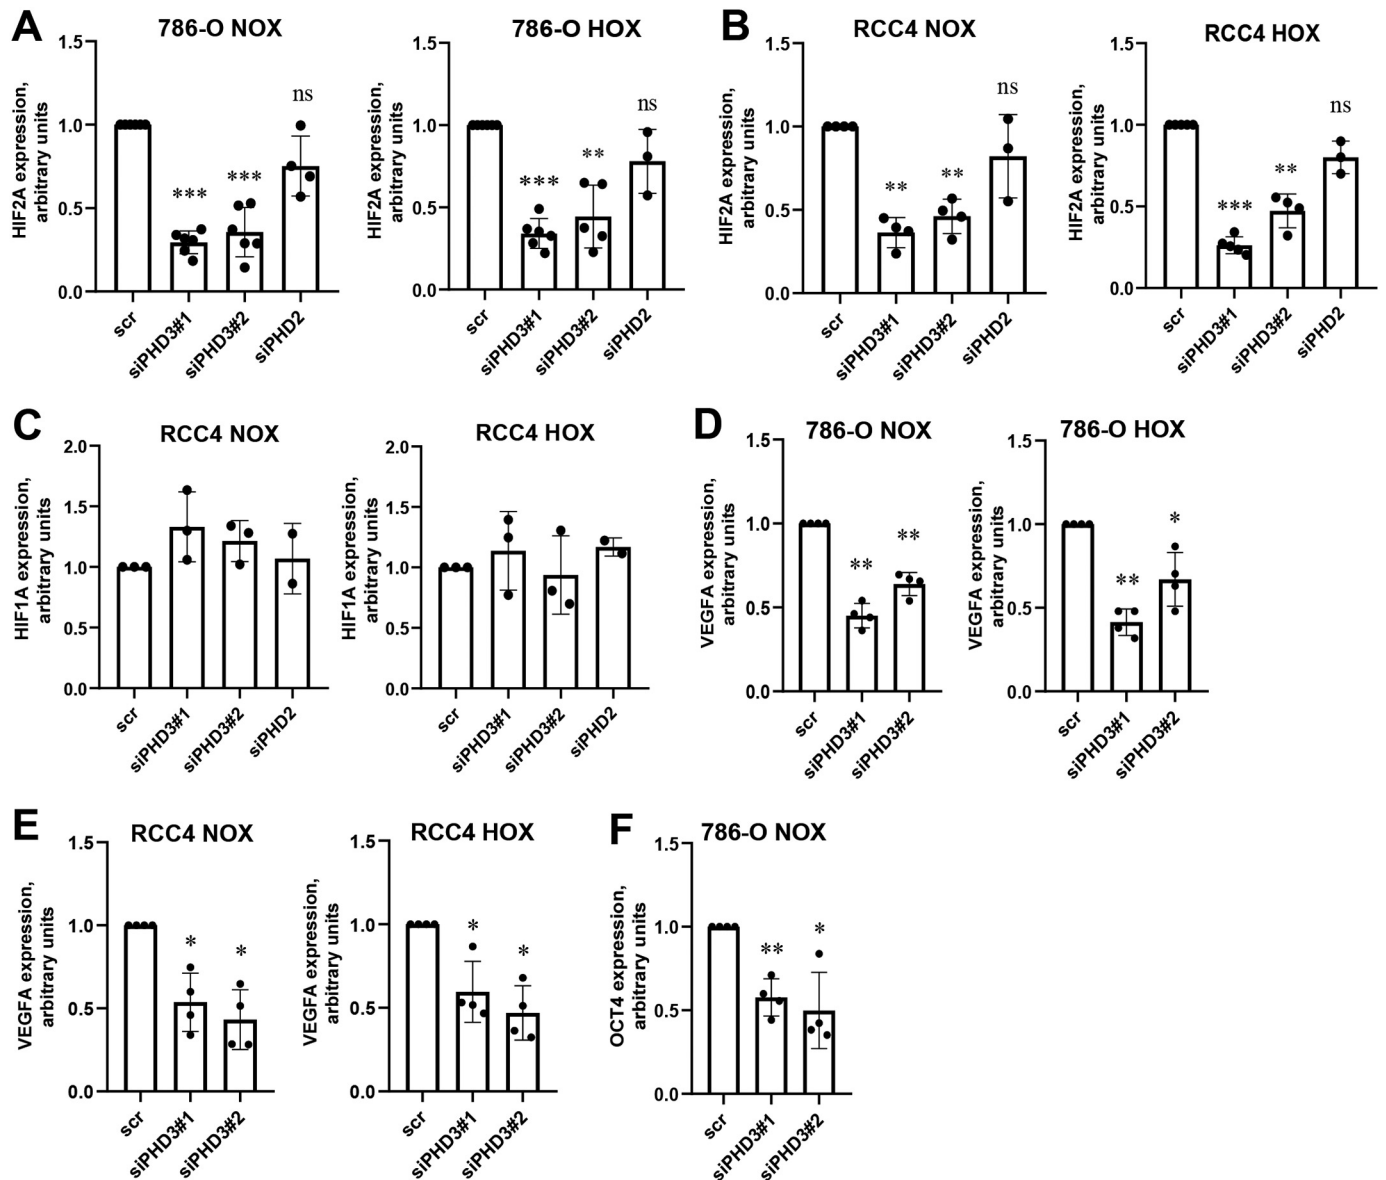 A
786-O NOX
HIF2A expression,
arbitrary units
1.5
1.0
0.5
0.0
***
***
ns
scr
siPHD3#1
siPHD3#2
siPHD2
786-O HOX
HIF2A expression,
arbitrary units
1.5
1.0
0.5
0.0
***
**
ns
scr
siPHD3#1
siPHD3#2
siPHD2
B
RCC4 NOX
HIF2A expression,
arbitrary units
1.5
1.0
0.5
0.0
**
**
ns
scr
siPHD3#1
siPHD3#2
siPHD2
RCC4 HOX
HIF2A expression,
arbitrary units
1.5
1.0
0.5
0.0
***
**
ns
scr
siPHD3#1
siPHD3#2
siPHD2
C
RCC4 NOX
HIF1A expression,
arbitrary units
2.0
1.5
1.0
0.5
0.0
scr
siPHD3#1
siPHD3#2
siPHD2
RCC4 HOX
HIF1A expression,
arbitrary units
2.0
1.5
1.0
0.5
0.0
scr
siPHD3#1
siPHD3#2
siPHD2
D
786-O NOX
VEGFA expression,
arbitrary units
1.5
1.0
0.5
0.0
**
**
scr
siPHD3#1
siPHD3#2
786-O HOX
VEGFA expression,
arbitrary units
1.5
1.0
0.5
0.0
**
*
scr
siPHD3#1
siPHD3#2
E
RCC4 NOX
VEGFA expression,
arbitrary units
1.5
1.0
0.5
0.0
*
*
scr
siPHD3#1
siPHD3#2
RCC4 HOX
VEGFA expression,
arbitrary units
1.5
1.0
0.5
0.0
*
*
scr
siPHD3#1
siPHD3#2
F
786-O NOX
OCT4 expression,
arbitrary units
1.5
1.0
0.5
0.0
**
*
scr
siPHD3#1
siPHD3#2